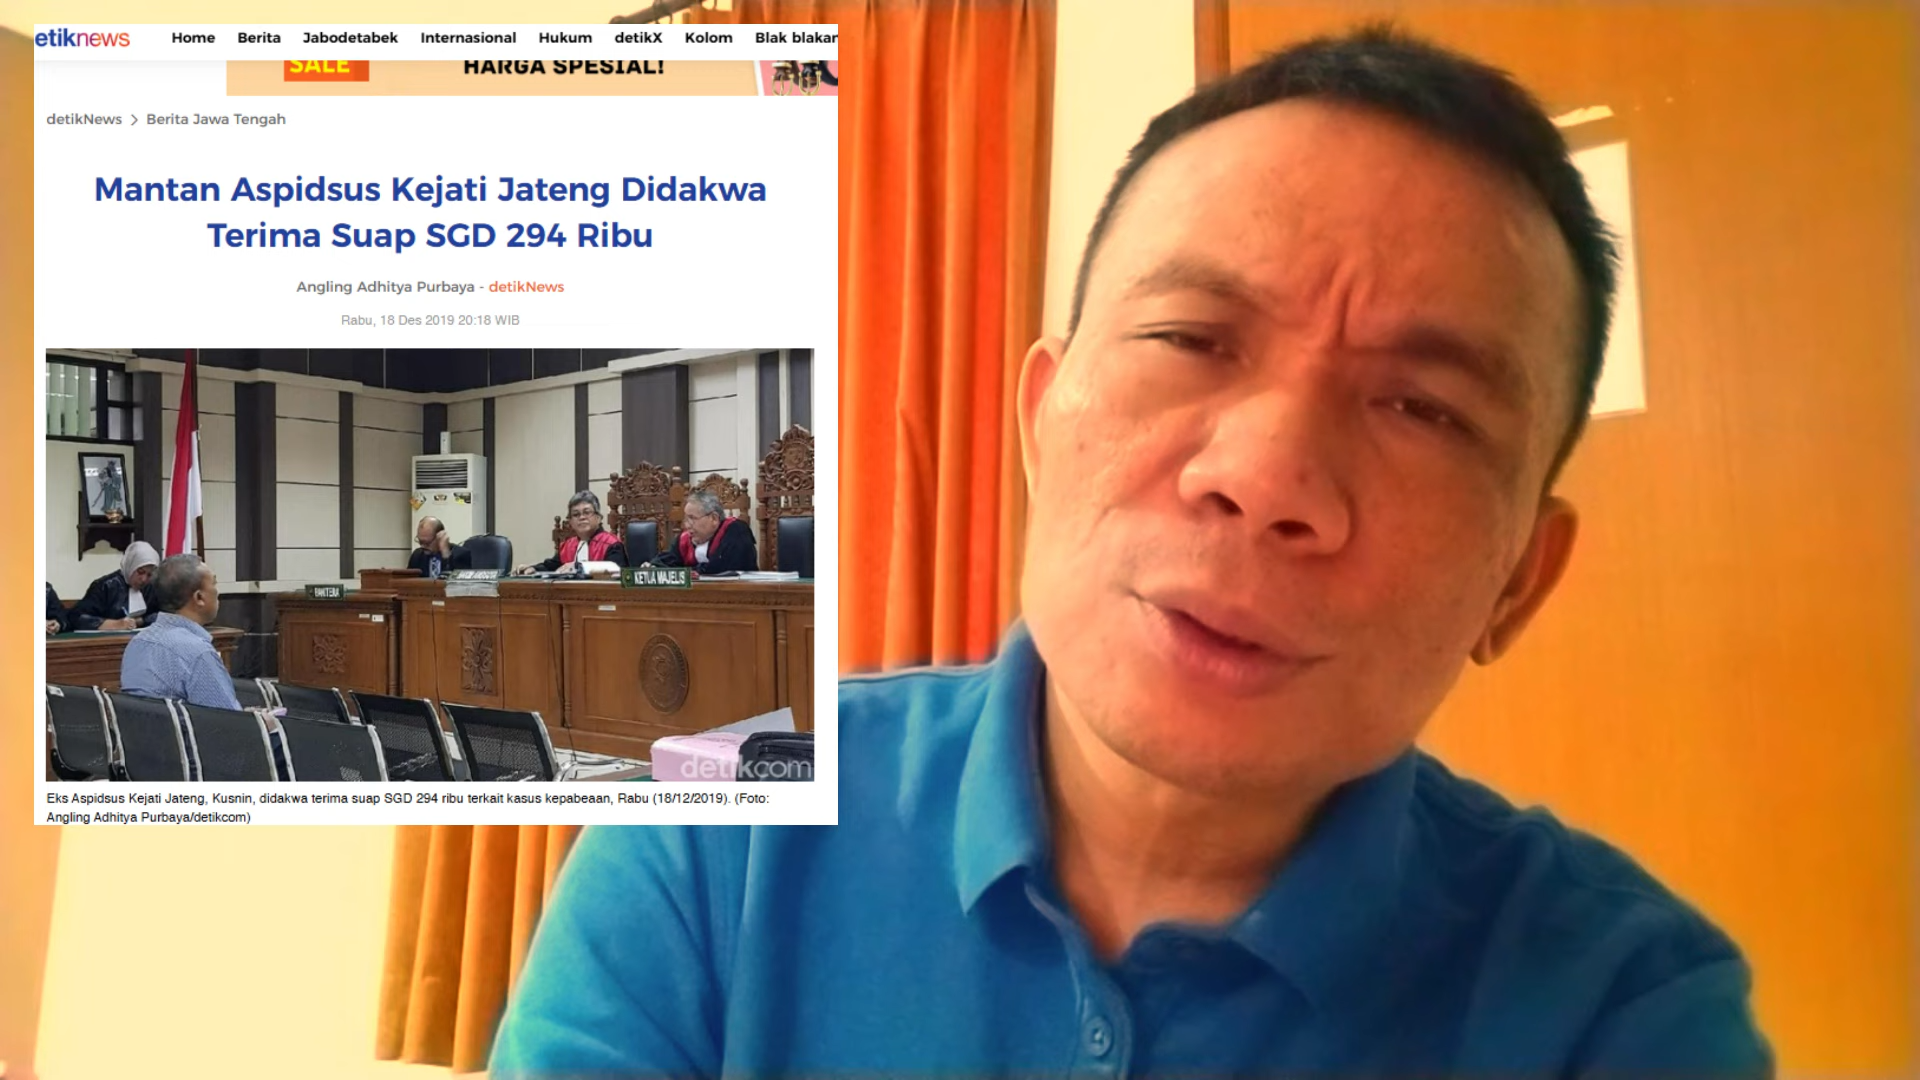 etiknews Home Berita Jabodetabek Internasional Hukum detikX Kolom Blak blakan
SALE HARGA SPESIAL!
detikNews > Berita Jawa Tengah
Mantan Aspidsus Kejati Jateng Didakwa
Terima Suap SGD 294 Ribu
Angling Adhitya Purbaya - detikNews
Rabu, 18 Des 2019 20:18 WIB
PANITERA
KETUA MAJELIS
detikcom
Eks Aspidsus Kejati Jateng, Kusnin, didakwa terima suap SGD 294 ribu terkait kasus kepabeaan, Rabu (18/12/2019). (Foto:
Angling Adhitya Purbaya/detikcom)